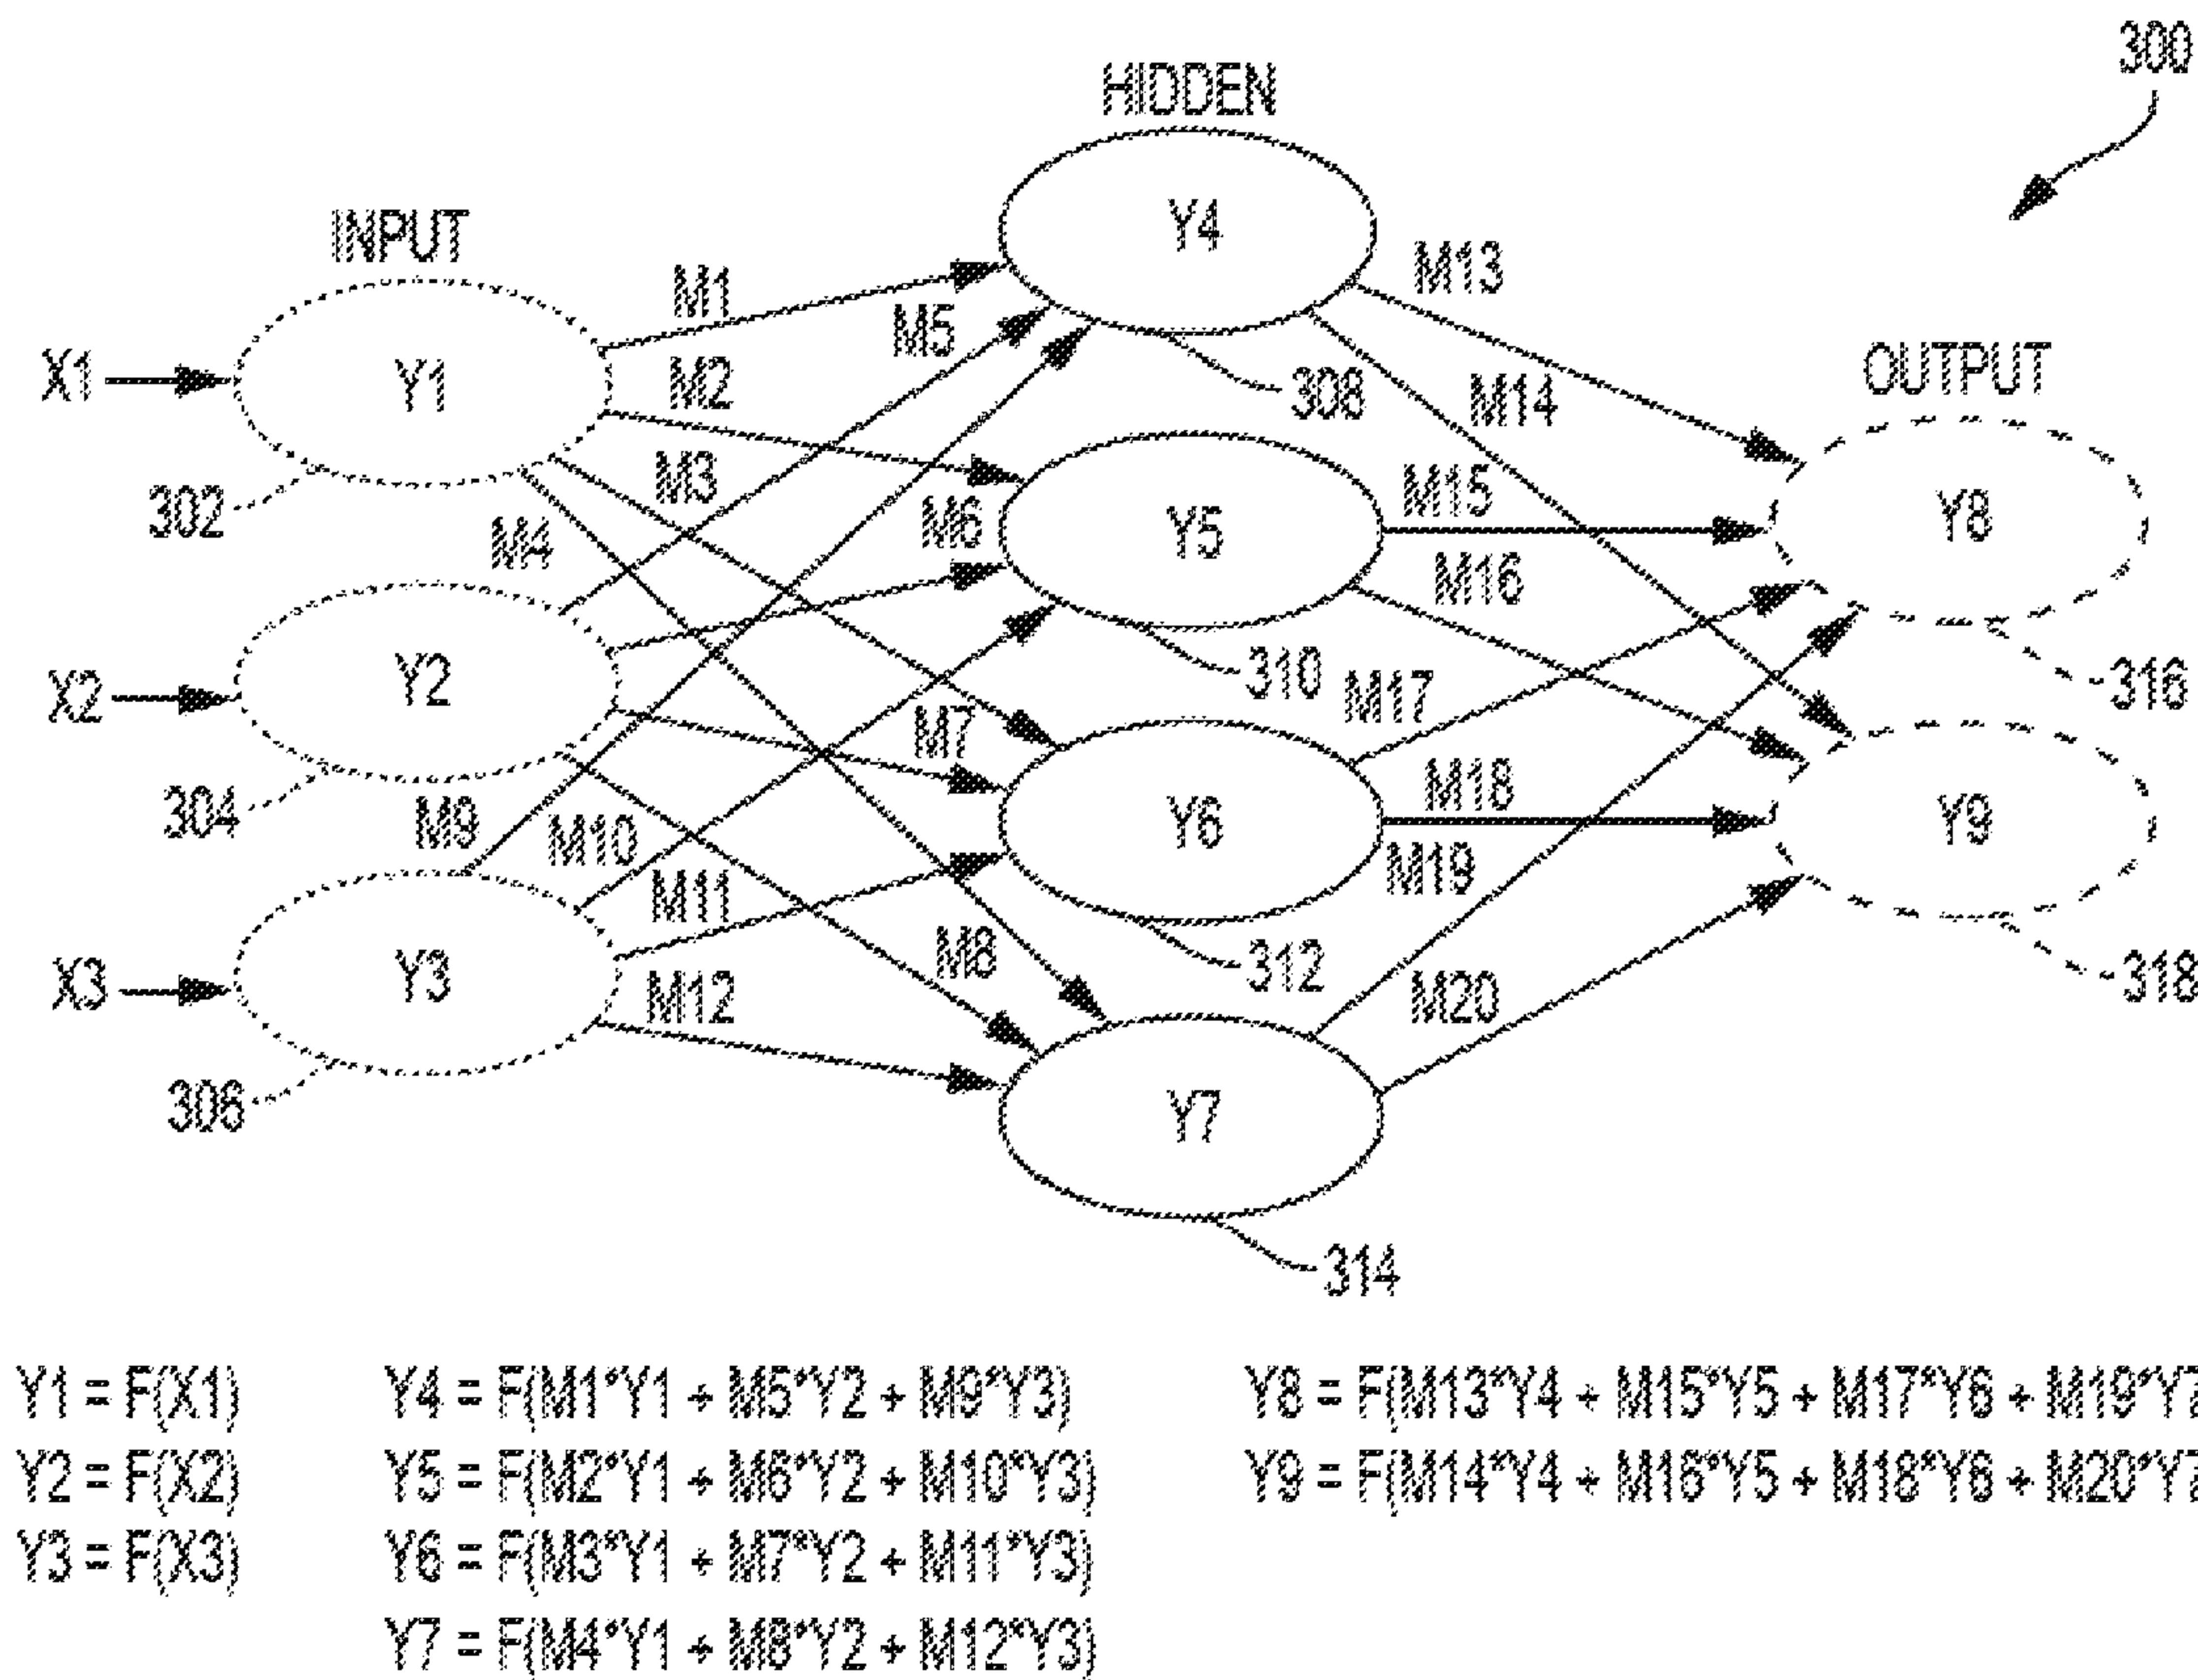 300
HIDDEN
Y4
INPUT
M1
M13
M5
X1
Y1
M2
308
M14
OUTPUT
M3
302
M4
M6
Y5
M15
Y8
M16
X2
Y2
310
M17
316
M7
304
M9
M10
Y6
M18
Y9
M19
M11
X3
Y3
M8
312
M12
M20
318
306
Y7
314
Y1 = F(X1)
Y4 = F(M1*Y1 + M5*Y2 + M9*Y3)
Y8 = F(M13*Y4 + M15*Y5 + M17*Y6 + M19*Y7
Y2 = F(X2)
Y5 = F(M2*Y1 + M6*Y2 + M10*Y3)
Y9 = F(M14*Y4 + M16*Y5 + M18*Y6 + M20*Y7
Y3 = F(X3)
Y6 = F(M3*Y1 + M7*Y2 + M11*Y3)
Y7 = F(M4*Y1 + M8*Y2 + M12*Y3)